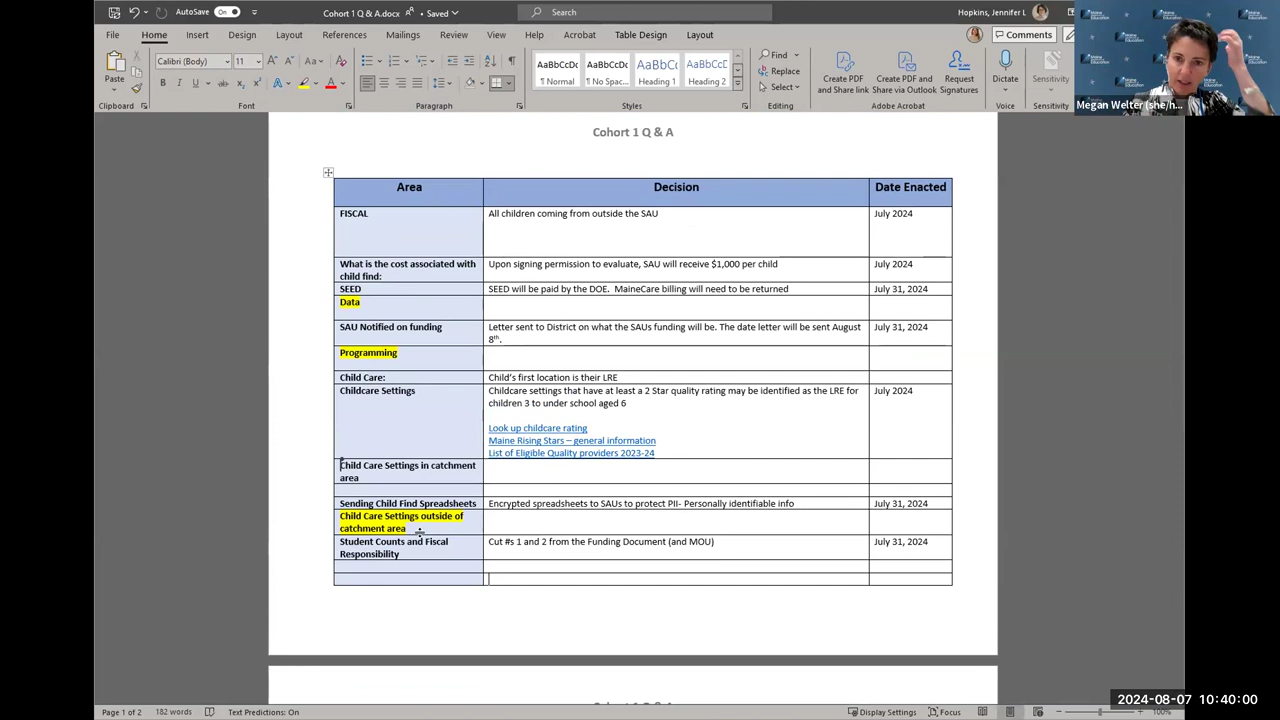 AutoSave On Cohort 1 Q & A.docx Saved Search Hopkins, Jennifer L
File Home Insert Design Layout References Mailings Review View Help Acrobat Table Design Layout Comments
Paste Calibri (Body) 11 Find Replace Select
AaBbCcDc AaBbCcDc AaBbCc AaBbCcD
¶ Normal ¶ No Spac... Heading 1 Heading 2
Create PDF and Share link
Create PDF and Share via Outlook
Request Signatures
Dictate
Sensitivity
Clipboard Font Paragraph Styles Editing Adobe Acrobat Voice Sensitivity
Megan Welter (she/h...
Cohort 1 Q & A
Area Decision Date Enacted
FISCAL All children coming from outside the SAU July 2024
What is the cost associated with child find: Upon signing permission to evaluate, SAU will receive $1,000 per child July 2024
SEED SEED will be paid by the DOE. MaineCare billing will need to be returned July 31, 2024
Data
SAU Notified on funding Letter sent to District on what the SAUs funding will be. The date letter will be sent August 8th. July 31, 2024
Programming
Child Care: Child's first location is their LRE
Childcare Settings Childcare settings that have at least a 2 Star quality rating may be identified as the LRE for children 3 to under school aged 6 July 2024
Look up childcare rating
Maine Rising Stars – general information
List of Eligible Quality providers 2023-24
Child Care Settings in catchment area
Sending Child Find Spreadsheets Encrypted spreadsheets to SAUs to protect PII- Personally identifiable info July 31, 2024
Child Care Settings outside of catchment area
Student Counts and Fiscal Responsibility Cut #s 1 and 2 from the Funding Document (and MOU) July 31, 2024
2024-08-07 10:40:00
Page 1 of 2 182 words Text Predictions: On Display Settings Focus 100%